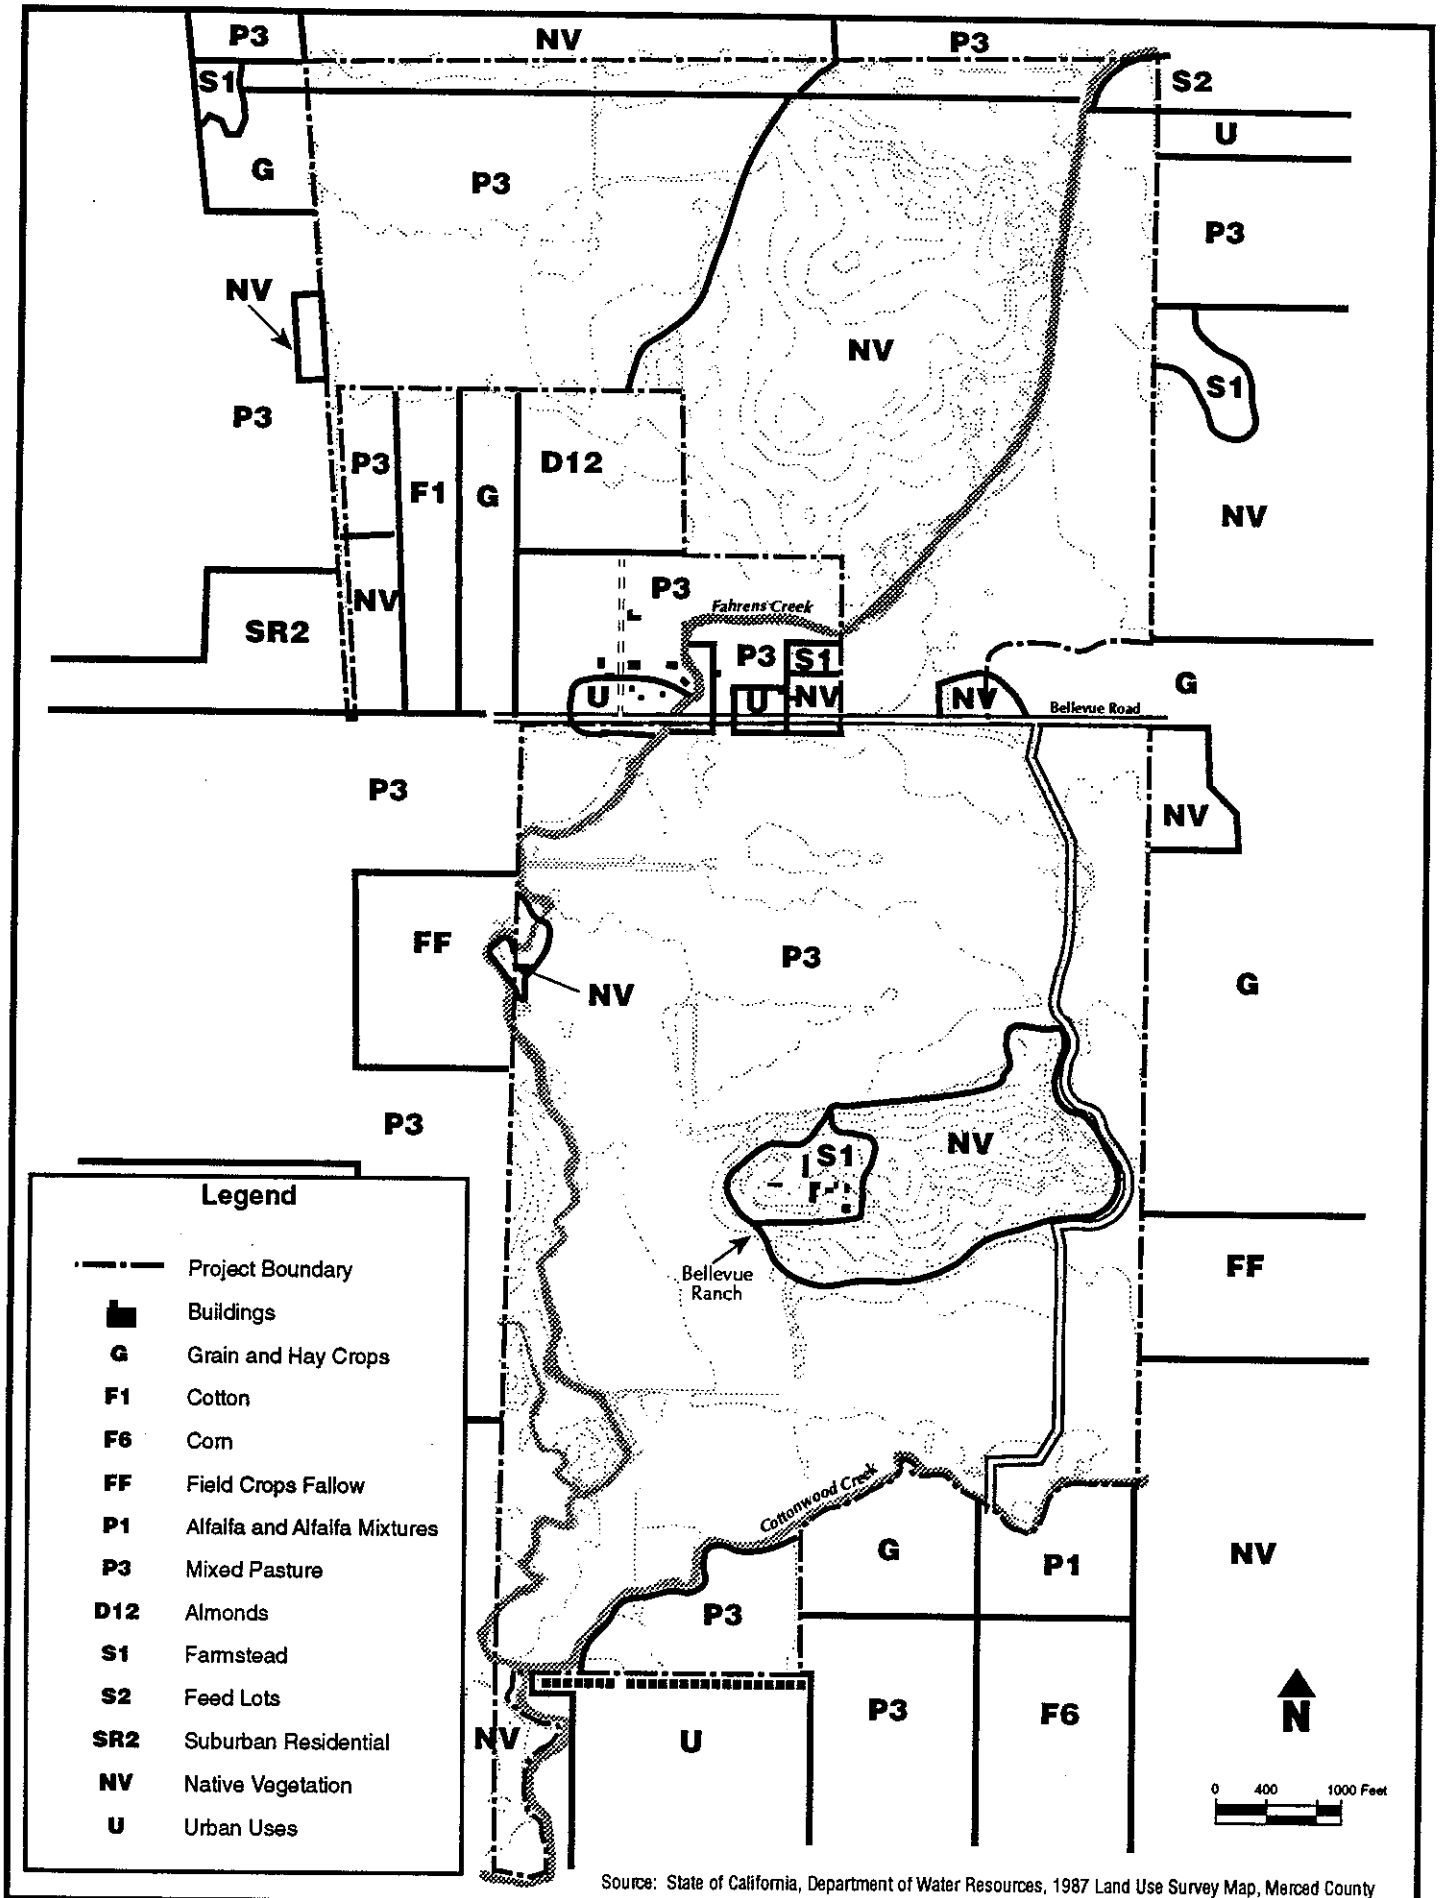 P3 NV P3
S1 S2
U
G P3
P3
NV
NV
S1
P3
P3 F1 G D12
NV
P3
NV Fahrens Creek
SR2
P3 S1
G
U U NV NV
Bellevue Road
P3
NV
FF P3
NV G
P3
S1 NV
Bellevue
Ranch
FF
Cottonwood Creek
G P1 NV
P3
P3 F6
NV U
Legend
Project Boundary
Buildings
G Grain and Hay Crops
F1 Cotton
F6 Corn
FF Field Crops Fallow
P1 Alfalfa and Alfalfa Mixtures
P3 Mixed Pasture
D12 Almonds
S1 Farmstead
S2 Feed Lots
SR2 Suburban Residential
NV Native Vegetation
U Urban Uses
N
0 400 1000 Feet
Source: State of California, Department of Water Resources, 1987 Land Use Survey Map, Merced County